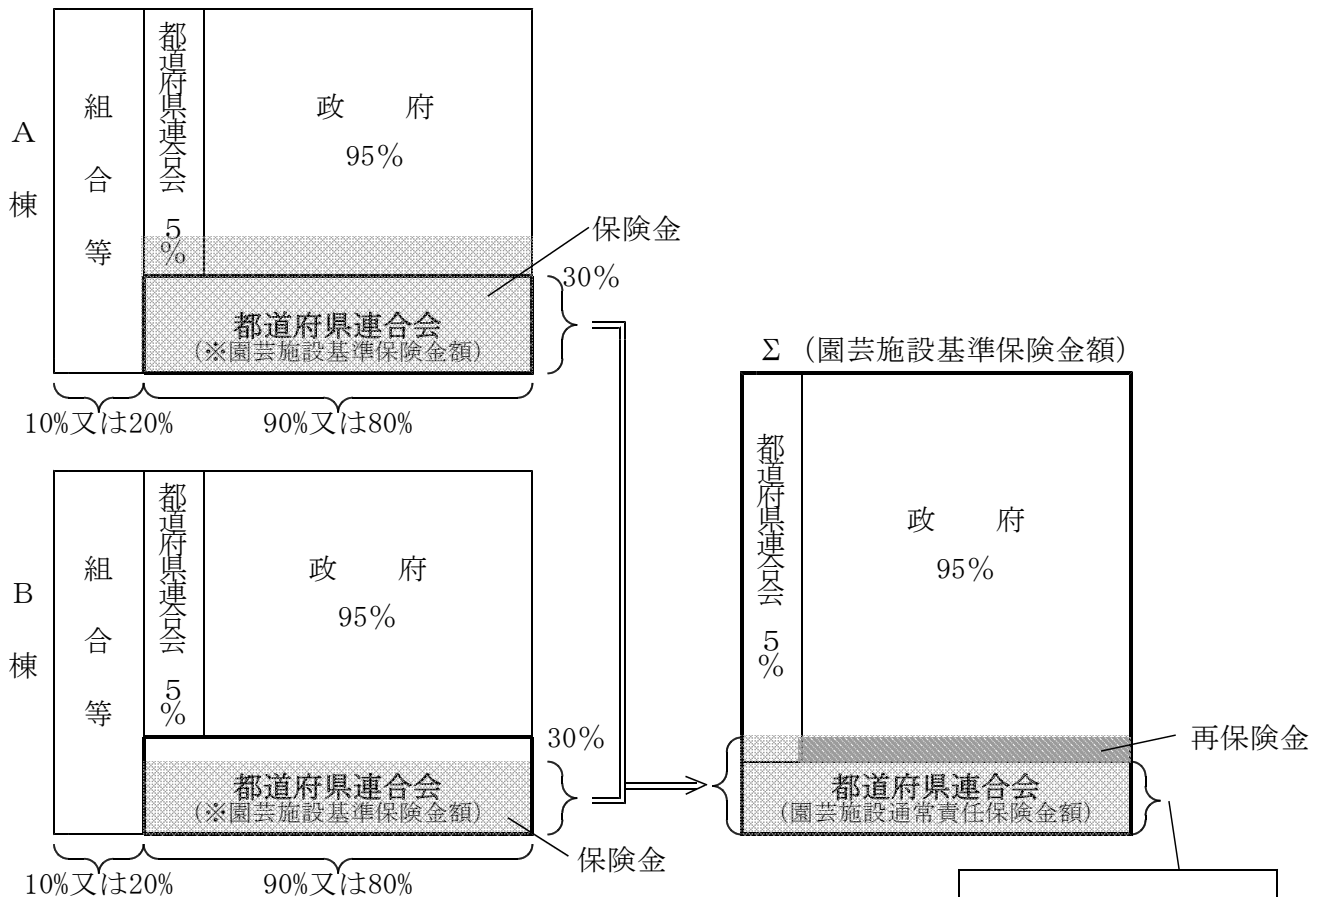 A棟
組合等
都道府県連合会 5%
政　府
95%
保険金
30%
都道府県連合会
(※園芸施設基準保険金額)
10%又は20%
90%又は80%
B棟
組合等
都道府県連合会 5%
政　府
95%
30%
都道府県連合会
(※園芸施設基準保険金額)
保険金
10%又は20%
90%又は80%
Σ（園芸施設基準保険金額）
都道府県連合会 5%
政　府
95%
再保険金
都道府県連合会
(園芸施設通常責任保険金額)